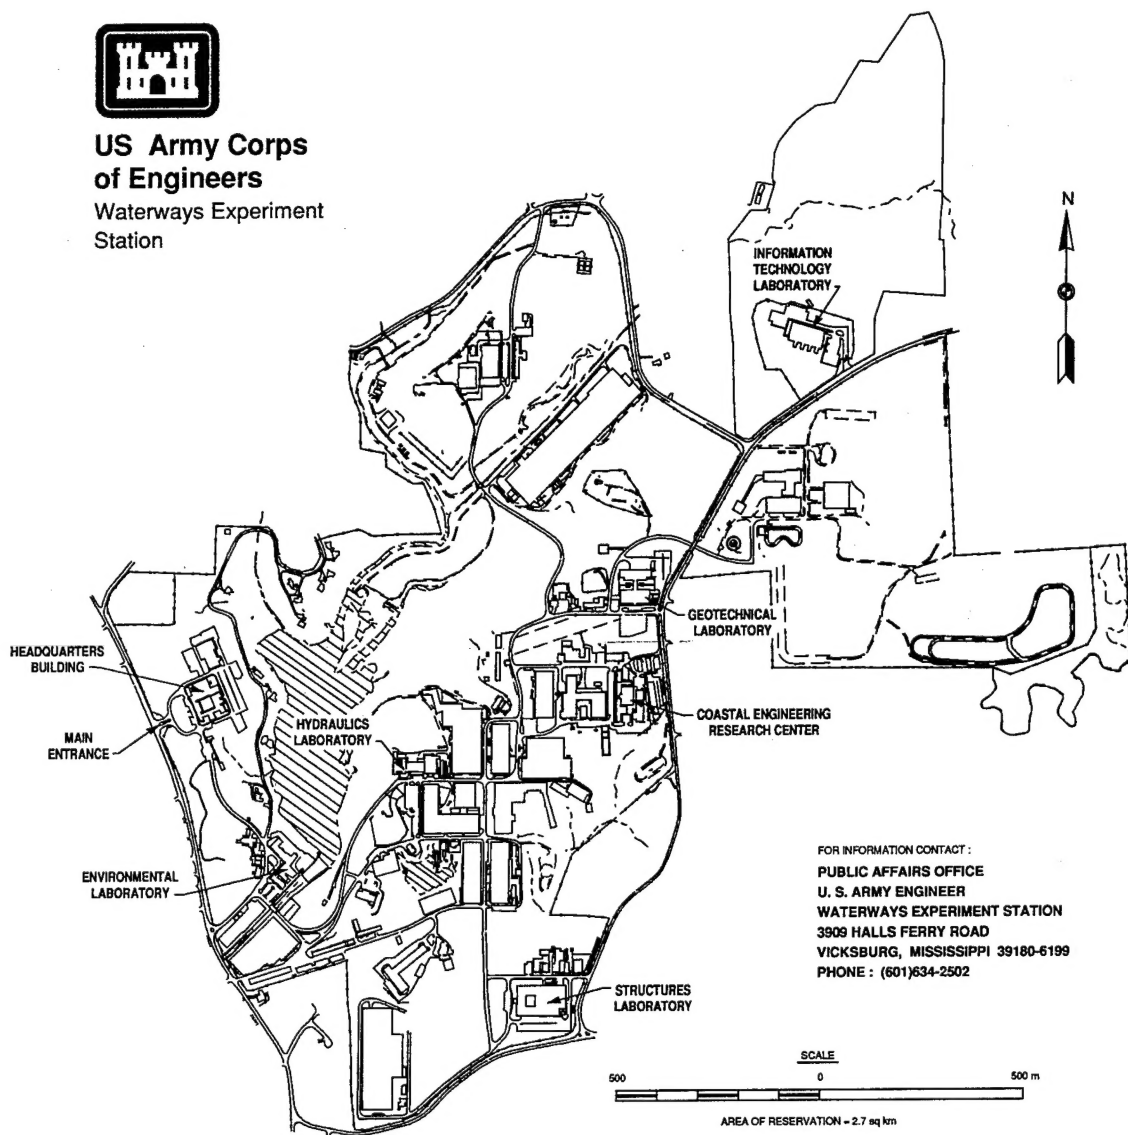 US Army Corps
of Engineers
Waterways Experiment
Station
N
INFORMATION
TECHNOLOGY
LABORATORY
GEOTECHNICAL
LABORATORY
HEADQUARTERS
BUILDING
MAIN
ENTRANCE
HYDRAULICS
LABORATORY
COASTAL ENGINEERING
RESEARCH CENTER
ENVIRONMENTAL
LABORATORY
STRUCTURES
LABORATORY
FOR INFORMATION CONTACT :
PUBLIC AFFAIRS OFFICE
U. S. ARMY ENGINEER
WATERWAYS EXPERIMENT STATION
3909 HALLS FERRY ROAD
VICKSBURG, MISSISSIPPI 39180-6199
PHONE : (601)634-2502
SCALE
500 0 500 m
AREA OF RESERVATION = 2.7 sq km